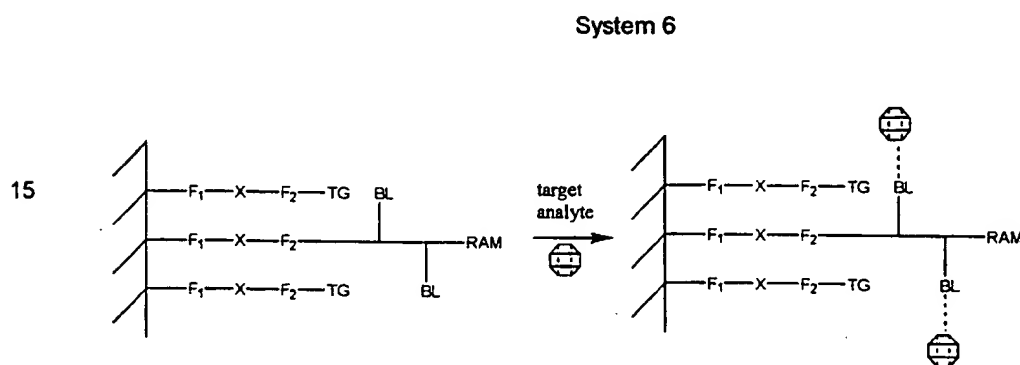 System 6
15
F₁—X—F₂—TG BL
F₁—X—F₂ RAM
F₁—X—F₂—TG BL
target
analyte
F₁—X—F₂—TG BL
F₁—X—F₂ RAM
F₁—X—F₂—TG BL